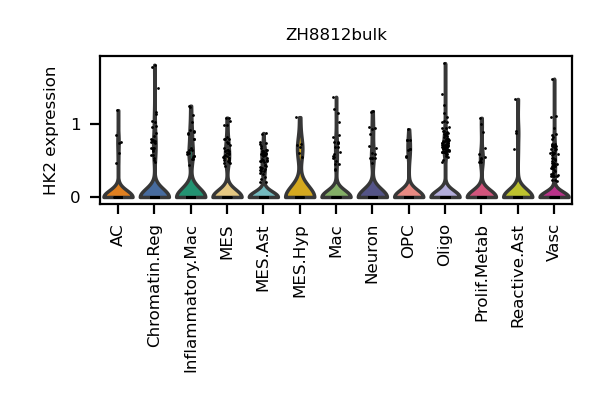 ZH8812bulk
HK2 expression
1
0
AC
Chromatin.Reg
Inflammatory.Mac
MES
MES.Ast
MES.Hyp
Mac
Neuron
OPC
Oligo
Prolif.Metab
Reactive.Ast
Vasc